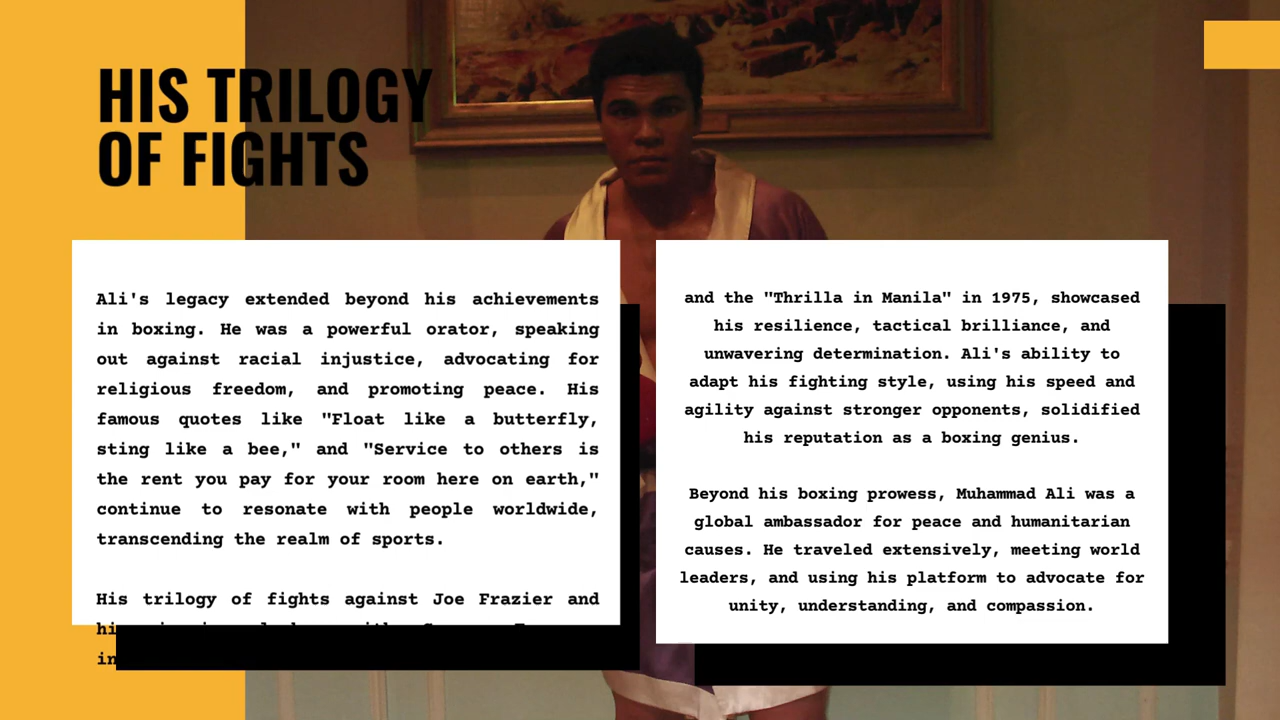 HIS TRILOGY
OF FIGHTS
Ali's legacy extended beyond his achievements
in boxing. He was a powerful orator, speaking
out against racial injustice, advocating for
religious freedom, and promoting peace. His
famous quotes like "Float like a butterfly,
sting like a bee," and "Service to others is
the rent you pay for your room here on earth,"
continue to resonate with people worldwide,
transcending the realm of sports.
His trilogy of fights against Joe Frazier and
in
and the "Thrilla in Manila" in 1975, showcased
his resilience, tactical brilliance, and
unwavering determination. Ali's ability to
adapt his fighting style, using his speed and
agility against stronger opponents, solidified
his reputation as a boxing genius.
Beyond his boxing prowess, Muhammad Ali was a
global ambassador for peace and humanitarian
causes. He traveled extensively, meeting world
leaders, and using his platform to advocate for
unity, understanding, and compassion.